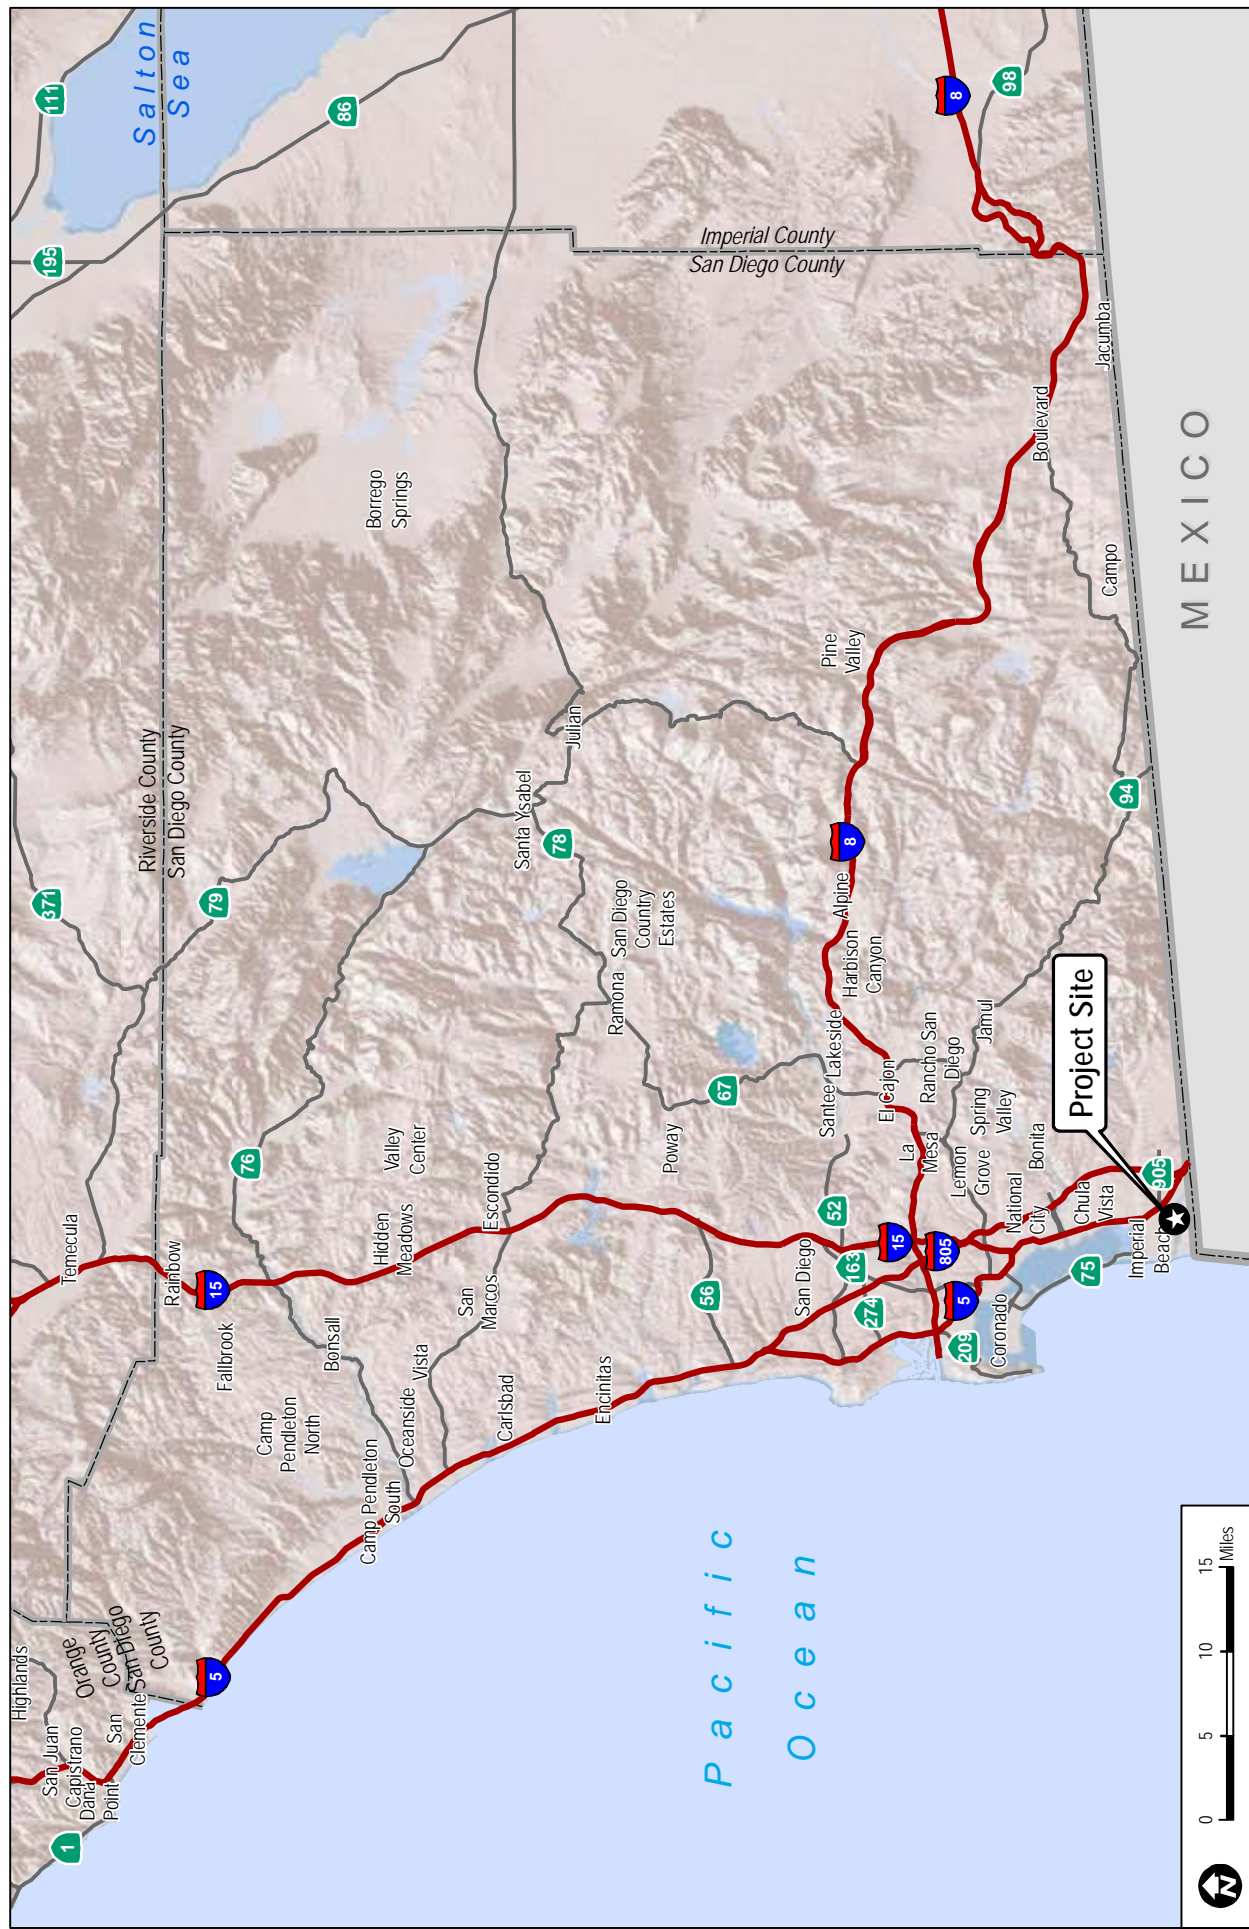 Highlands
San Juan
Capistrano
Dana
Point
San
Clemente
Orange
County
San Diego
County
1
5
Temecula
371
195
111
Salton
Sea
86
Riverside County
San Diego County
79
Rainbow
15
Fallbrook
76
Bonsall
Camp
Pendleton
North
Camp Pendleton
South
Oceanside
Vista
San
Marcos
Hidden
Meadows
Valley
Center
Escondido
Carlsbad
Encinitas
Borrego
Springs
Santa Ysabel
Julian
78
Ramona
San Diego
Country
Estates
Imperial County
San Diego County
Poway
67
56
San Diego
52
163
274
15
805
5
209
Coronado
75
Santee
Lakeside
El Cajon
La
Mesa
Lemon
Grove
Spring
Valley
Rancho San
Diego
Jamul
Harbison
Canyon
Alpine
8
Pine
Valley
Boulevard
Jacumba
Campo
94
8
98
National
City
Bonita
Chula
Vista
Imperial
Beach
905
Project Site
MEXICO
Pacific
Ocean
N
0 5 10 15
Miles